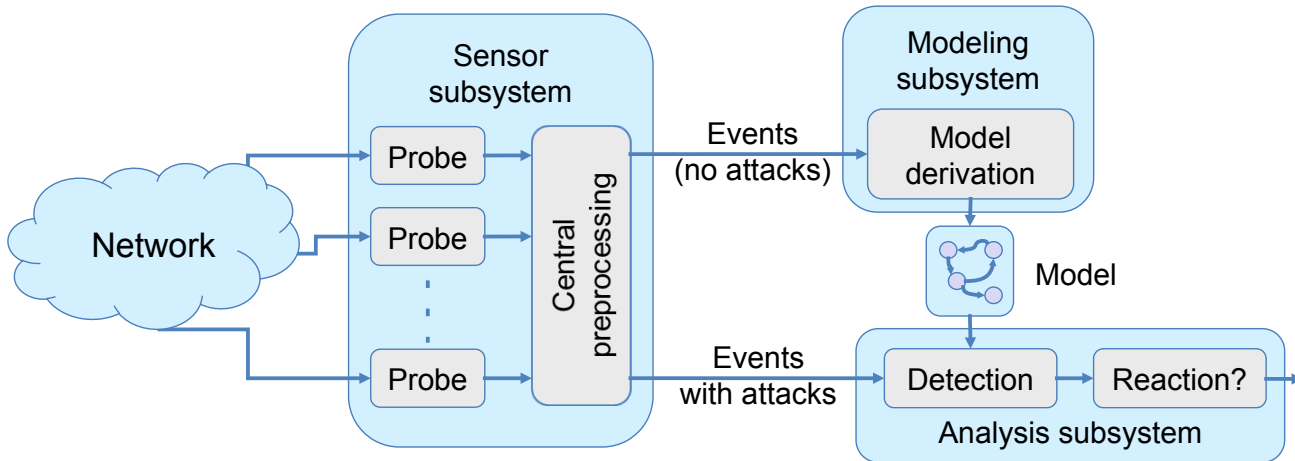 Network
Sensor
subsystem
Probe
Probe
Probe
Central
preprocessing
Events
(no attacks)
Events
with attacks
Modeling
subsystem
Model
derivation
Model
Detection
Reaction?
Analysis subsystem